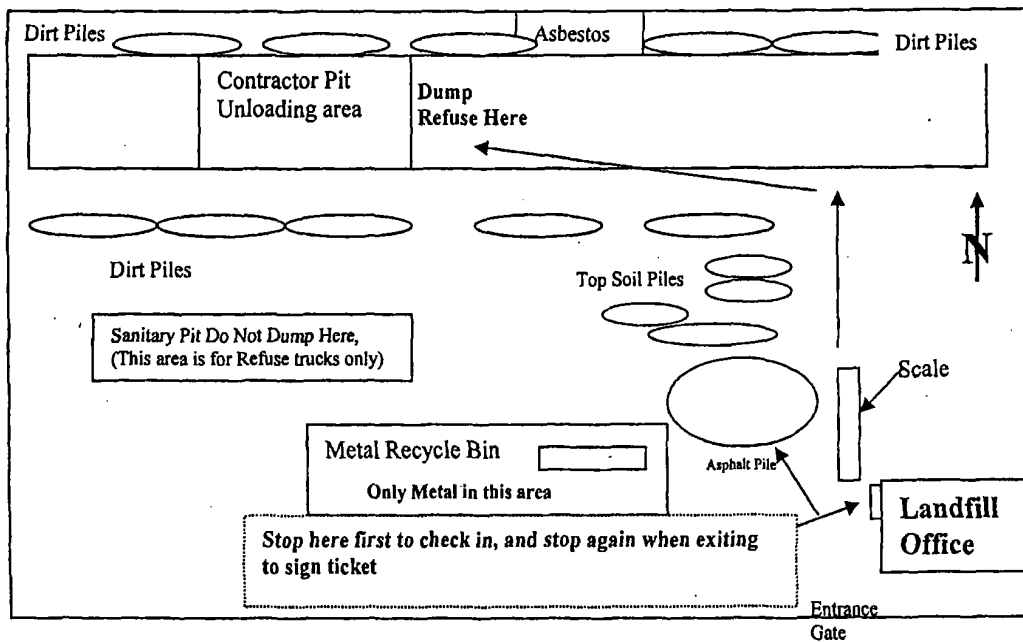 Dirt Piles
Asbestos
Dirt Piles
Contractor Pit
Unloading area
Dump
Refuse Here
N
Dirt Piles
Top Soil Piles
Sanitary Pit Do Not Dump Here,
(This area is for Refuse trucks only)
Scale
Metal Recycle Bin
Only Metal in this area
Asphalt Pile
Landfill
Office
Stop here first to check in, and stop again when exiting
to sign ticket
Entrance
Gate